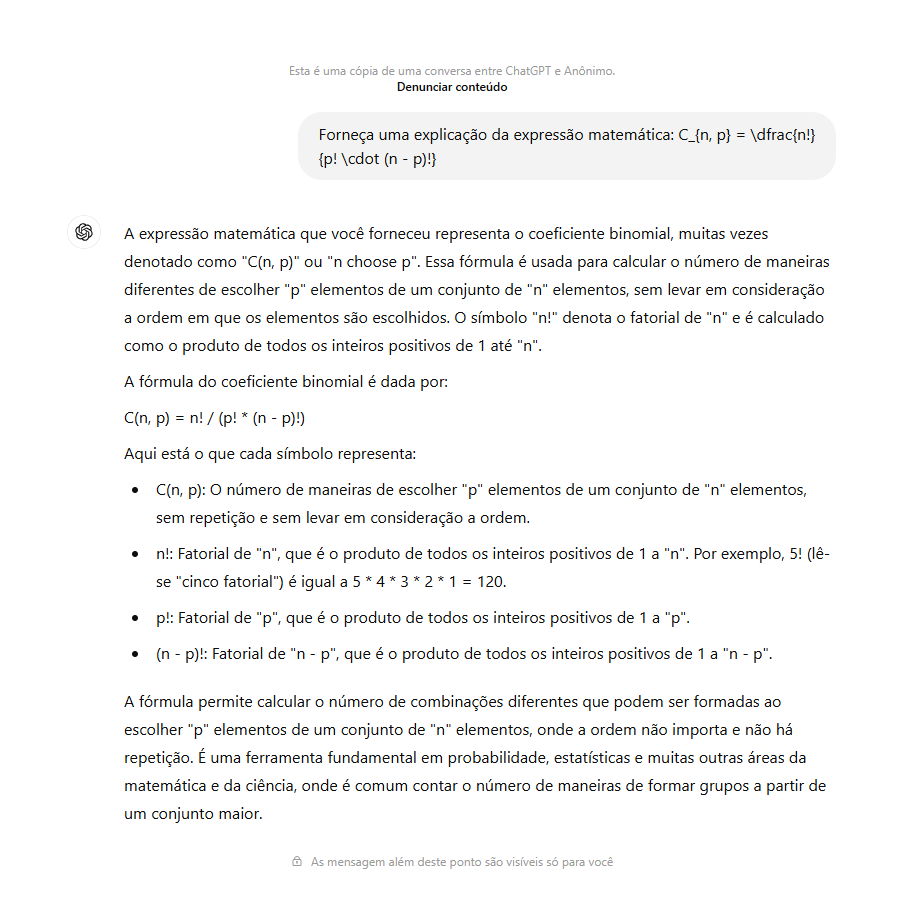 Esta é uma cópia de uma conversa entre ChatGPT e Anônimo.
Denunciar conteúdo
Forneça uma explicação da expressão matemática: C_{n, p} = \dfrac{n!}
{p! \cdot (n - p)!}
A expressão matemática que você forneceu representa o coeficiente binomial, muitas vezes
denotado como "C(n, p)" ou "n choose p". Essa fórmula é usada para calcular o número de maneiras
diferentes de escolher "p" elementos de um conjunto de "n" elementos, sem levar em consideração
a ordem em que os elementos são escolhidos. O símbolo "n!" denota o fatorial de "n" e é calculado
como o produto de todos os inteiros positivos de 1 até "n".
A fórmula do coeficiente binomial é dada por:
C(n, p) = n! / (p! * (n - p)!)
Aqui está o que cada símbolo representa:
• C(n, p): O número de maneiras de escolher "p" elementos de um conjunto de "n" elementos,
sem repetição e sem levar em consideração a ordem.
• n!: Fatorial de "n", que é o produto de todos os inteiros positivos de 1 a "n". Por exemplo, 5! (lê-
se "cinco fatorial") é igual a 5 * 4 * 3 * 2 * 1 = 120.
• p!: Fatorial de "p", que é o produto de todos os inteiros positivos de 1 a "p".
• (n - p)!: Fatorial de "n - p", que é o produto de todos os inteiros positivos de 1 a "n - p".
A fórmula permite calcular o número de combinações diferentes que podem ser formadas ao
escolher "p" elementos de um conjunto de "n" elementos, onde a ordem não importa e não há
repetição. É uma ferramenta fundamental em probabilidade, estatísticas e muitas outras áreas da
matemática e da ciência, onde é comum contar o número de maneiras de formar grupos a partir de
um conjunto maior.
As mensagem além deste ponto são visíveis só para você